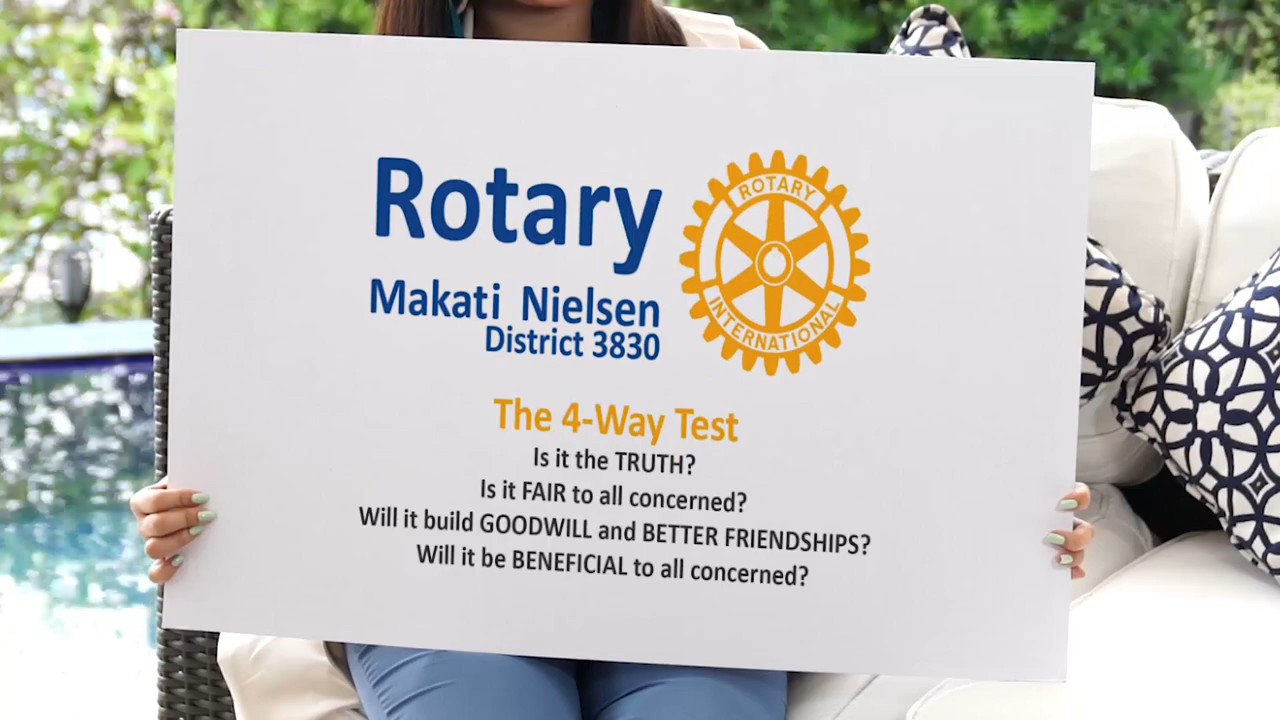 Rotary
Makati Nielsen
District 3830
ROTARY
INTERNATIONAL
The 4-Way Test
Is it the TRUTH?
Is it FAIR to all concerned?
Will it build GOODWILL and BETTER FRIENDSHIPS?
Will it be BENEFICIAL to all concerned?